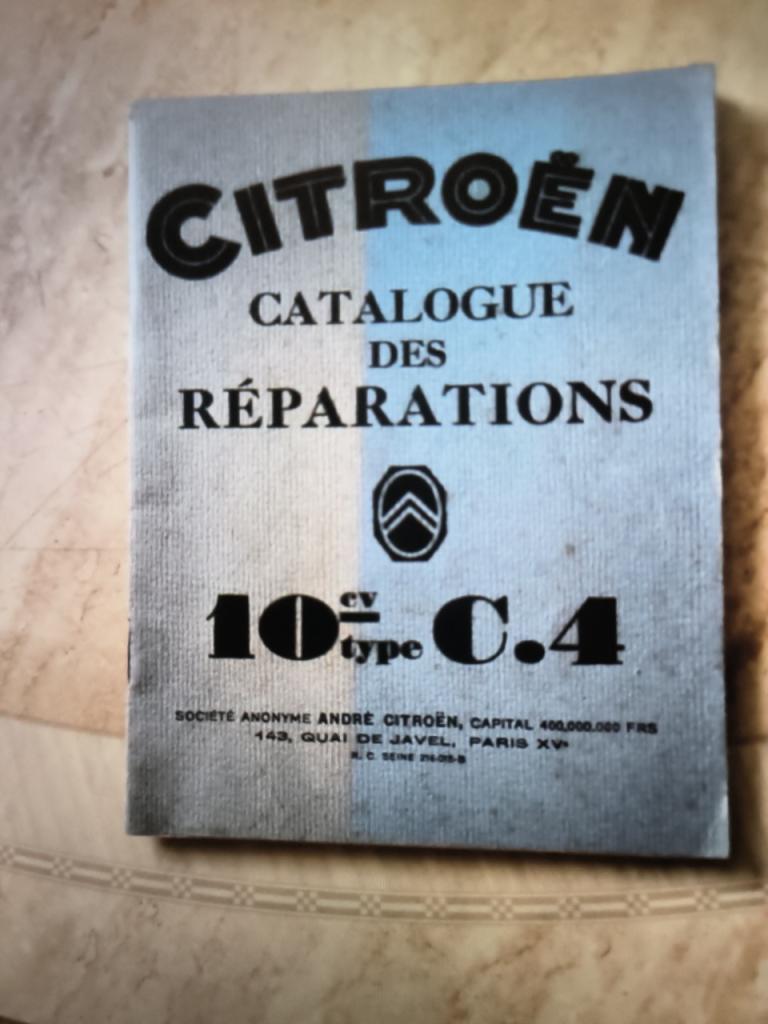 CITROËN
CATALOGUE
DES
RÉPARATIONS
10 cv type C.4
SOCIÉTÉ ANONYME ANDRÉ CITROËN, CAPITAL 400.000.000 FRS
143, QUAI DE JAVEL, PARIS XVe
R. C. SEINE